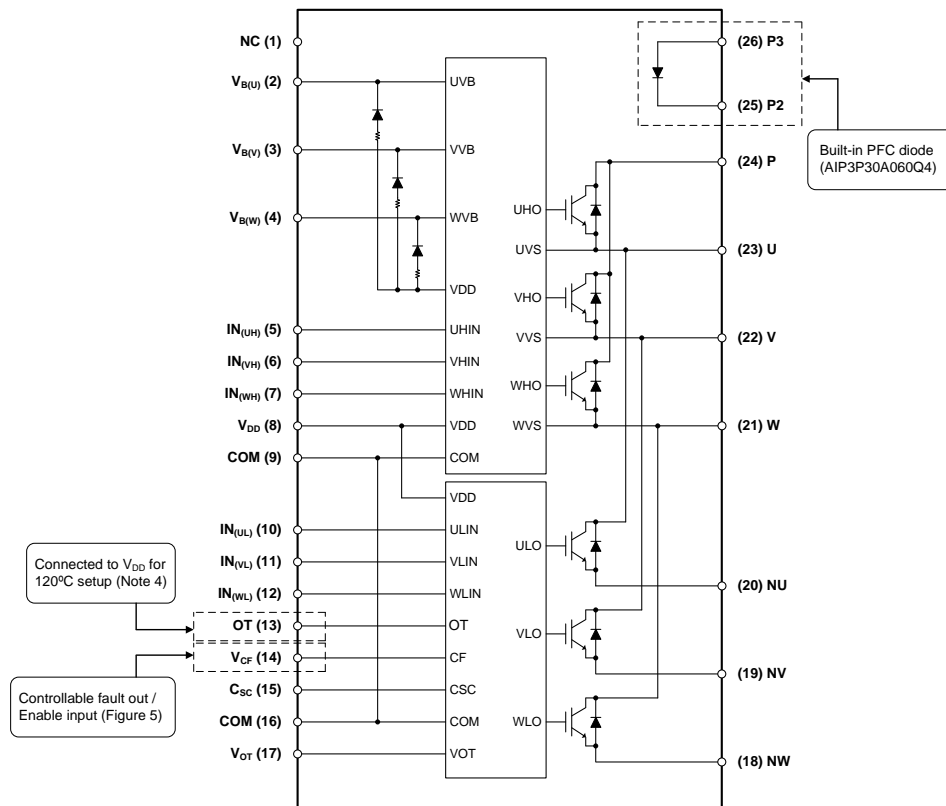 NC (1)
VB(U) (2)
VB(V) (3)
VB(W) (4)
IN(UH) (5)
IN(VH) (6)
IN(WH) (7)
VDD (8)
COM (9)
IN(UL) (10)
IN(VL) (11)
IN(WL) (12)
OT (13)
VCF (14)
CSC (15)
COM (16)
VOT (17)
Connected to VDD for
120ºC setup (Note 4)
Controllable fault out /
Enable input (Figure 5)
UVB
VVB
WVB
VDD
UHIN
VHIN
WHIN
VDD
COM
UHO
UVS
VHO
VVS
WHO
WVS
VDD
ULIN
VLIN
WLIN
OT
CF
CSC
COM
VOT
ULO
VLO
WLO
(26) P3
(25) P2
Built-in PFC diode
(AIP3P30A060Q4)
(24) P
(23) U
(22) V
(21) W
(20) NU
(19) NV
(18) NW